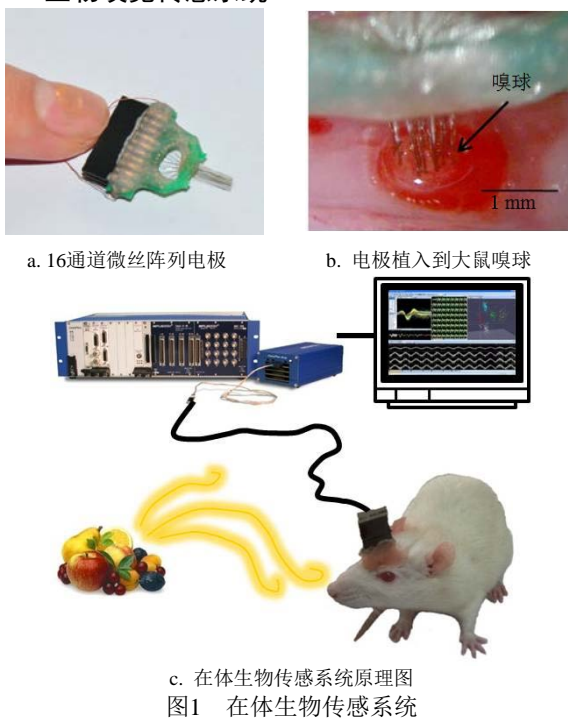 嗅球
1 mm
a. 16通道微丝阵列电极
b. 电极植入到大鼠嗅球
c. 在体生物传感系统原理图
图1 在体生物传感系统